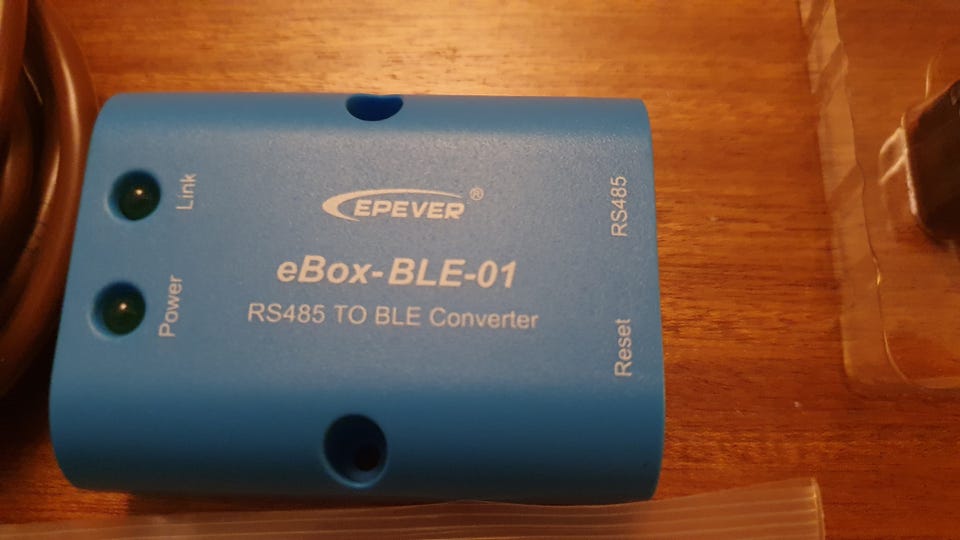 Link
Power
EPEVER®
eBox-BLE-01
RS485 TO BLE Converter
RS485
Reset